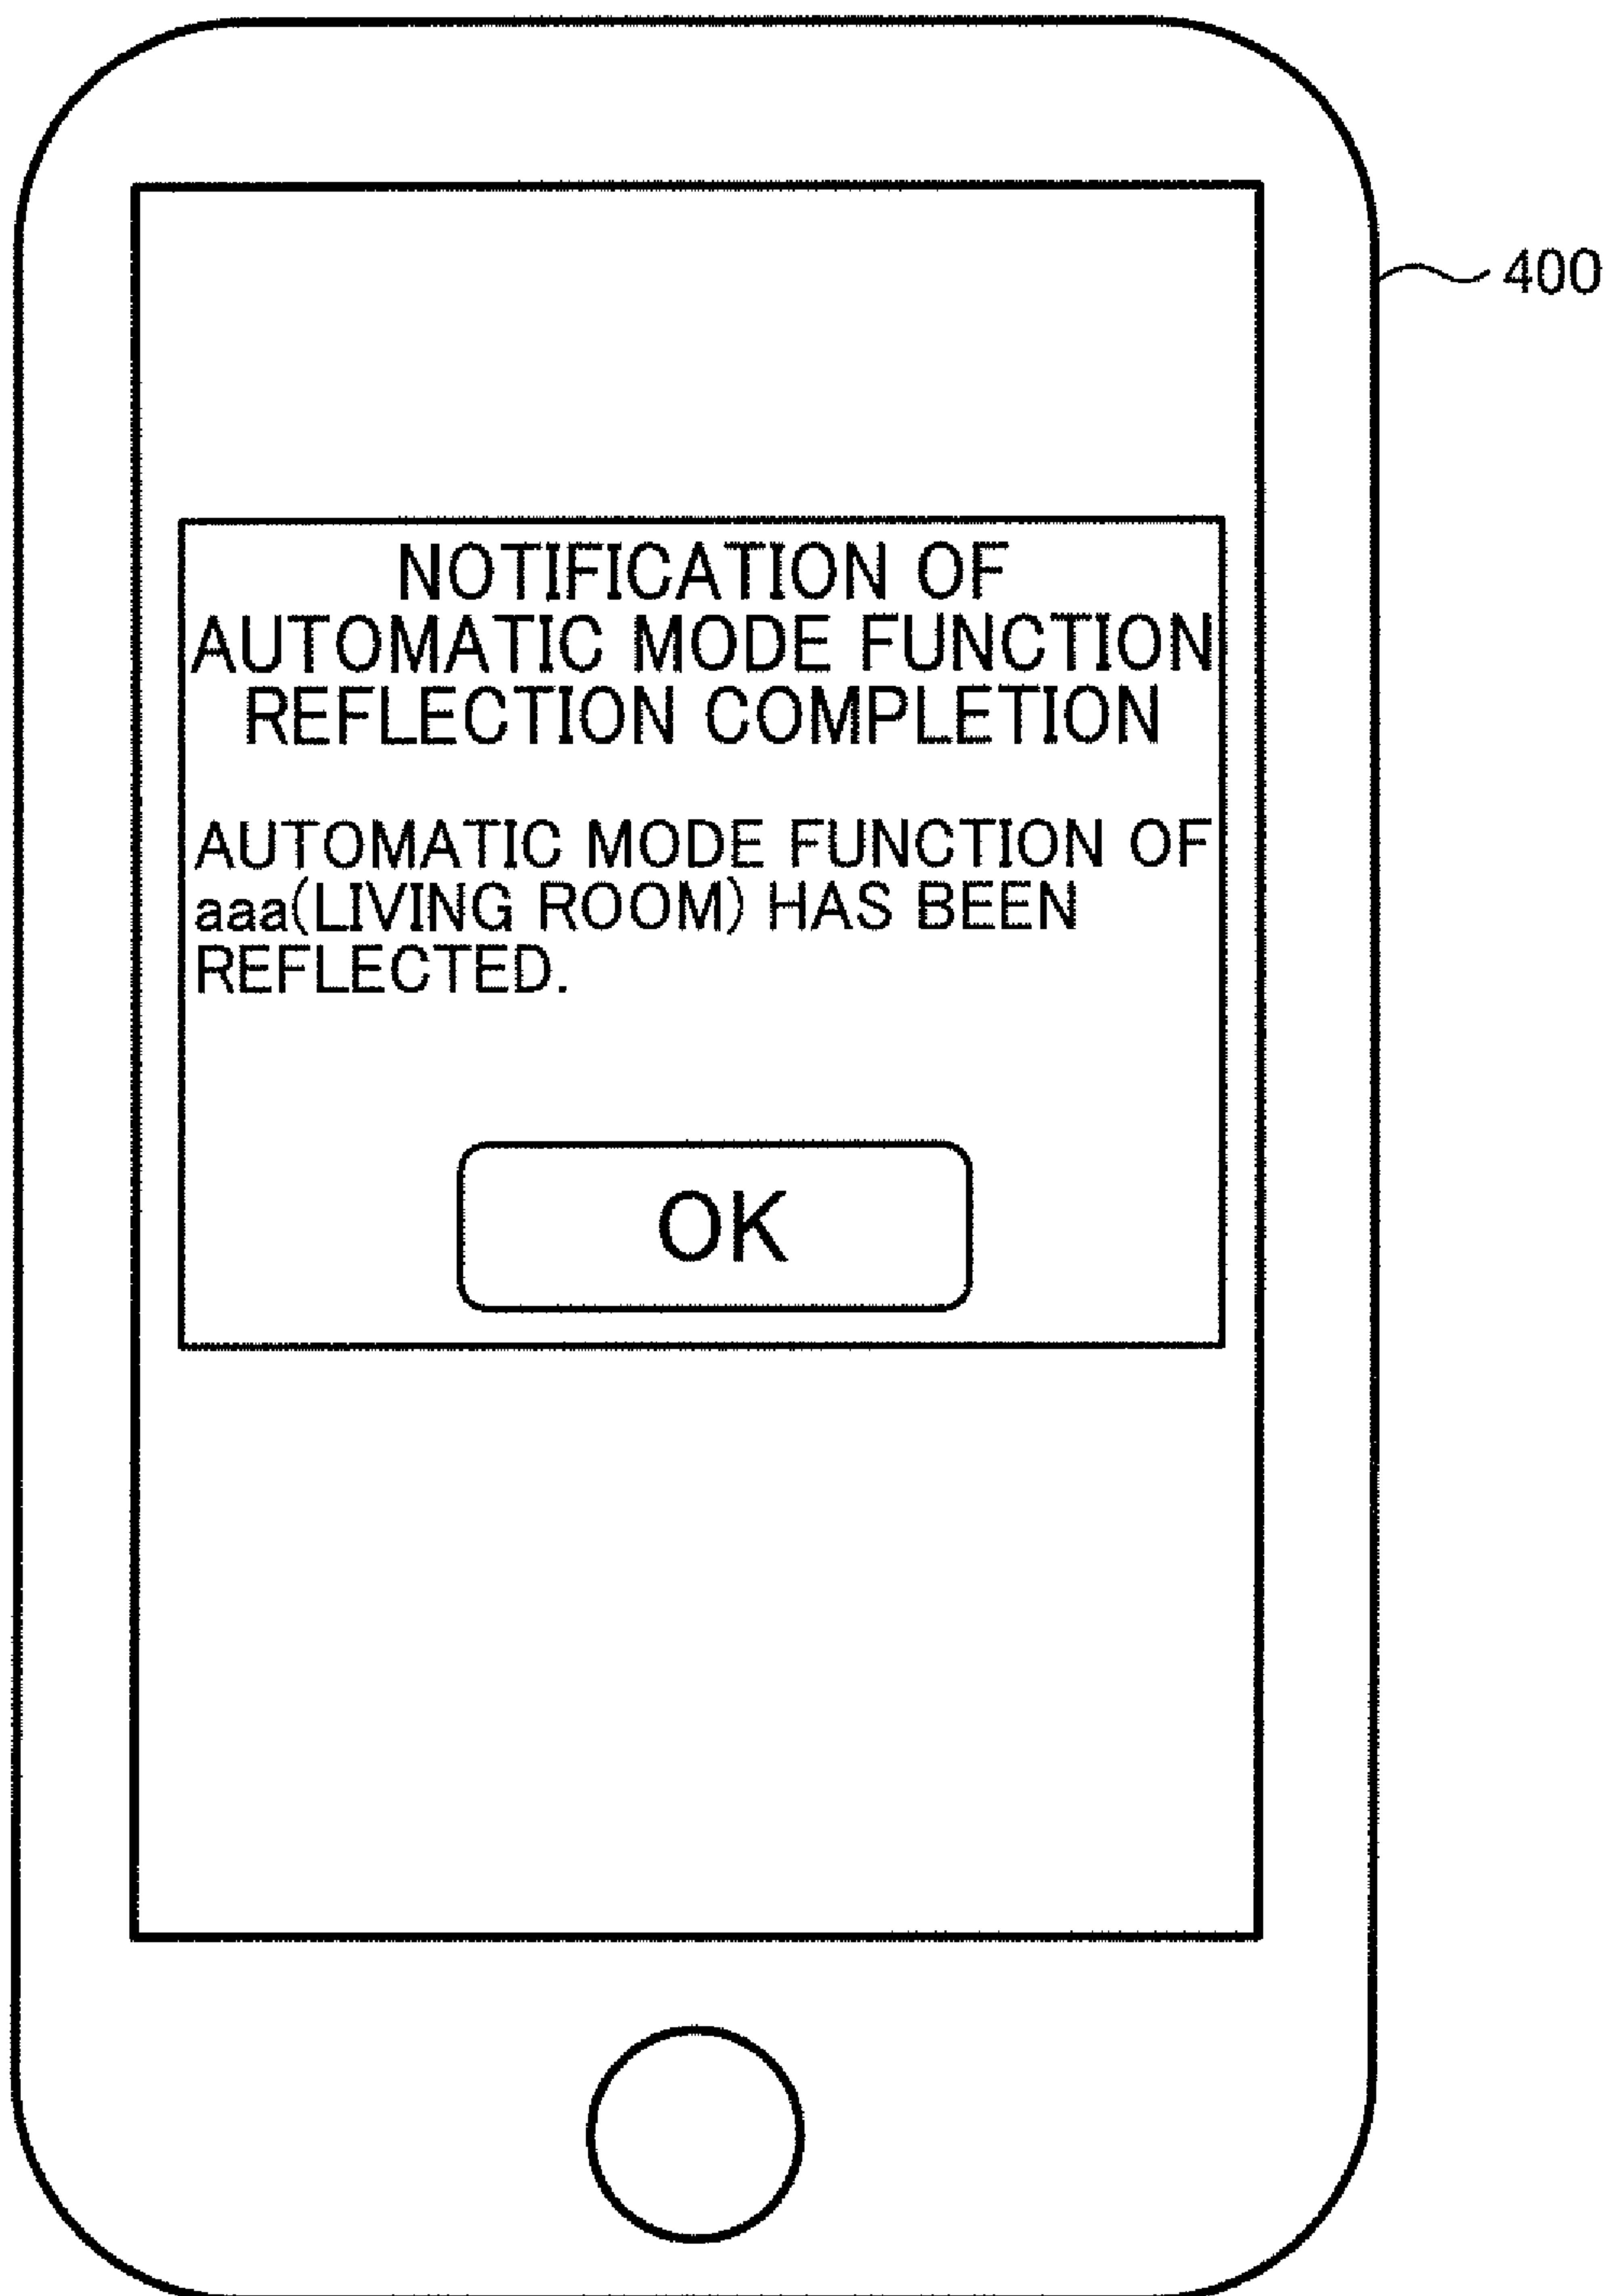 400
NOTIFICATION OF
AUTOMATIC MODE FUNCTION
REFLECTION COMPLETION
AUTOMATIC MODE FUNCTION OF
aaa(LIVING ROOM) HAS BEEN
REFLECTED.
OK